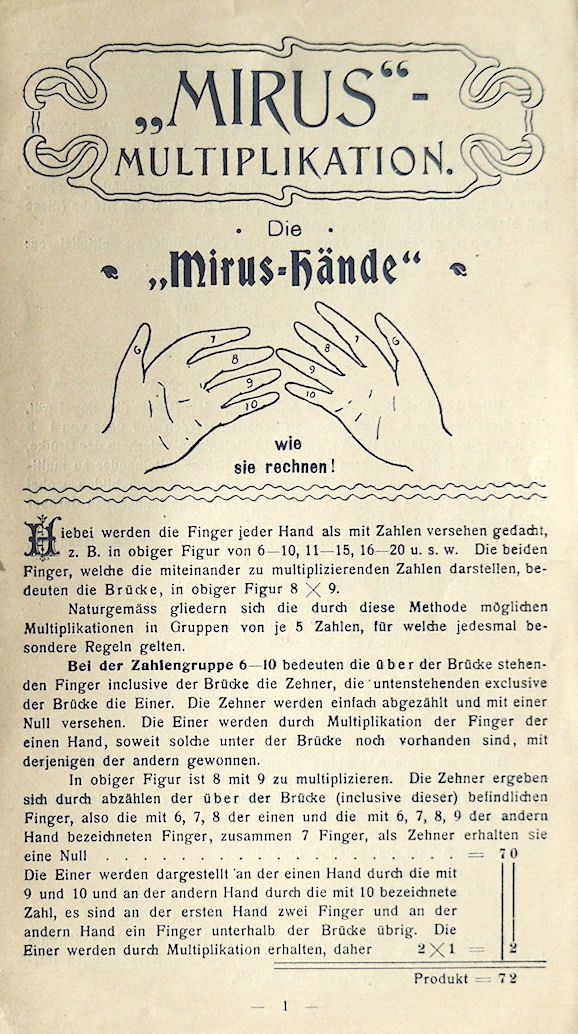 „MIRUS“-
MULTIPLIKATION.
• Die •
„Mirus-Hände“
6 7 8 9 10
6 7 8 9 10
wie
sie rechnen!
Hiebei werden die Finger jeder Hand als mit Zahlen versehen gedacht,
z. B. in obiger Figur von 6—10, 11—15, 16—20 u. s. w. Die beiden
Finger, welche die miteinander zu multiplizierenden Zahlen darstellen, be-
deuten die Brücke, in obiger Figur 8 × 9.
Naturgemäss gliedern sich die durch diese Methode möglichen
Multiplikationen in Gruppen von je 5 Zahlen, für welche jedesmal be-
sondere Regeln gelten.
Bei der Zahlengruppe 6—10 bedeuten die über der Brücke stehen-
den Finger inclusive der Brücke die Zehner, die untenstehenden exclusive
der Brücke die Einer. Die Zehner werden einfach abgezählt und mit einer
Null versehen. Die Einer werden durch Multiplikation der Finger der
einen Hand, soweit solche unter der Brücke noch vorhanden sind, mit
derjenigen der andern gewonnen.
In obiger Figur ist 8 mit 9 zu multiplizieren. Die Zehner ergeben
sich durch abzählen der über der Brücke (inclusive dieser) befindlichen
Finger, also die mit 6, 7, 8 der einen und die mit 6, 7, 8, 9 der andern
Hand bezeichneten Finger, zusammen 7 Finger, als Zehner erhalten sie
eine Null . . . . . . . . . . . . . . . . . . . = 70
Die Einer werden dargestellt an der einen Hand durch die mit
9 und 10 und an der andern Hand durch die mit 10 bezeichnete
Zahl, es sind an der ersten Hand zwei Finger und an der
andern Hand ein Finger unterhalb der Brücke übrig. Die
Einer werden durch Multiplikation erhalten, daher 2×1 = 2
Produkt = 72
— 1 —